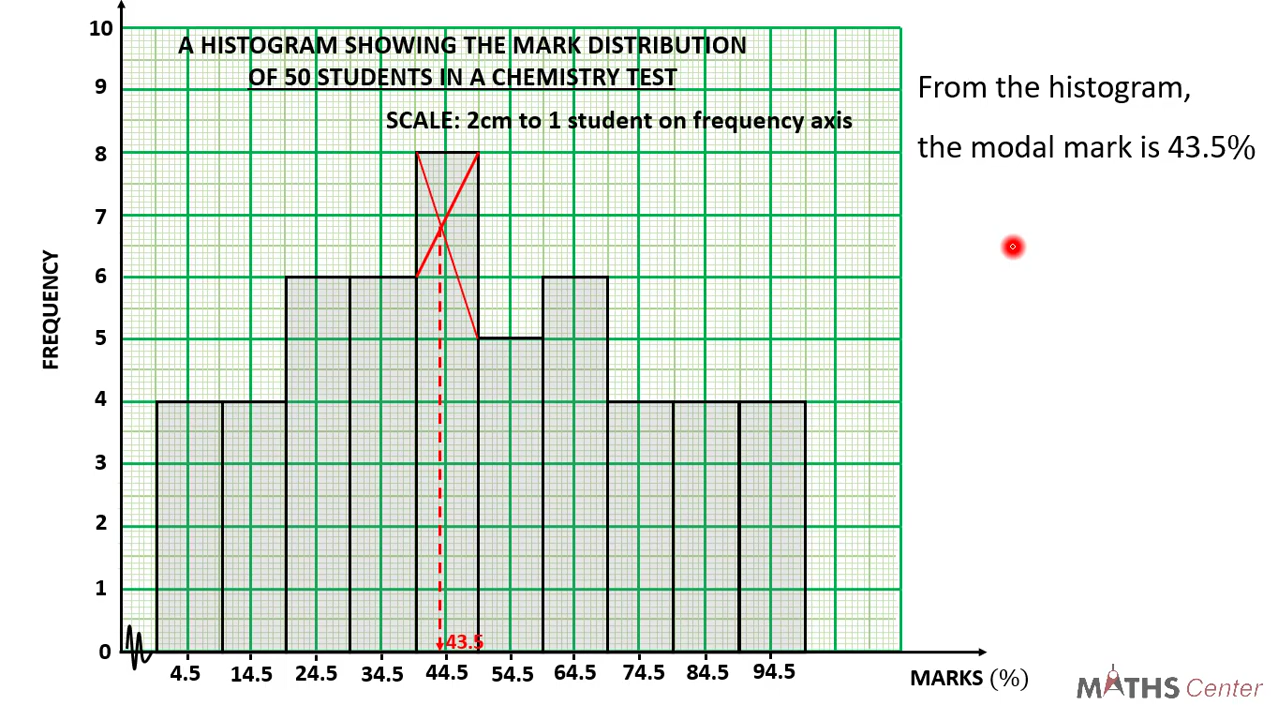 A HISTOGRAM SHOWING THE MARK DISTRIBUTION
OF 50 STUDENTS IN A CHEMISTRY TEST
SCALE: 2cm to 1 student on frequency axis
From the histogram,
the modal mark is 43.5%
FREQUENCY
10
9
8
7
6
5
4
3
2
1
0
43.5
4.5 14.5 24.5 34.5 44.5 54.5 64.5 74.5 84.5 94.5
MARKS (%)
MATHS Center